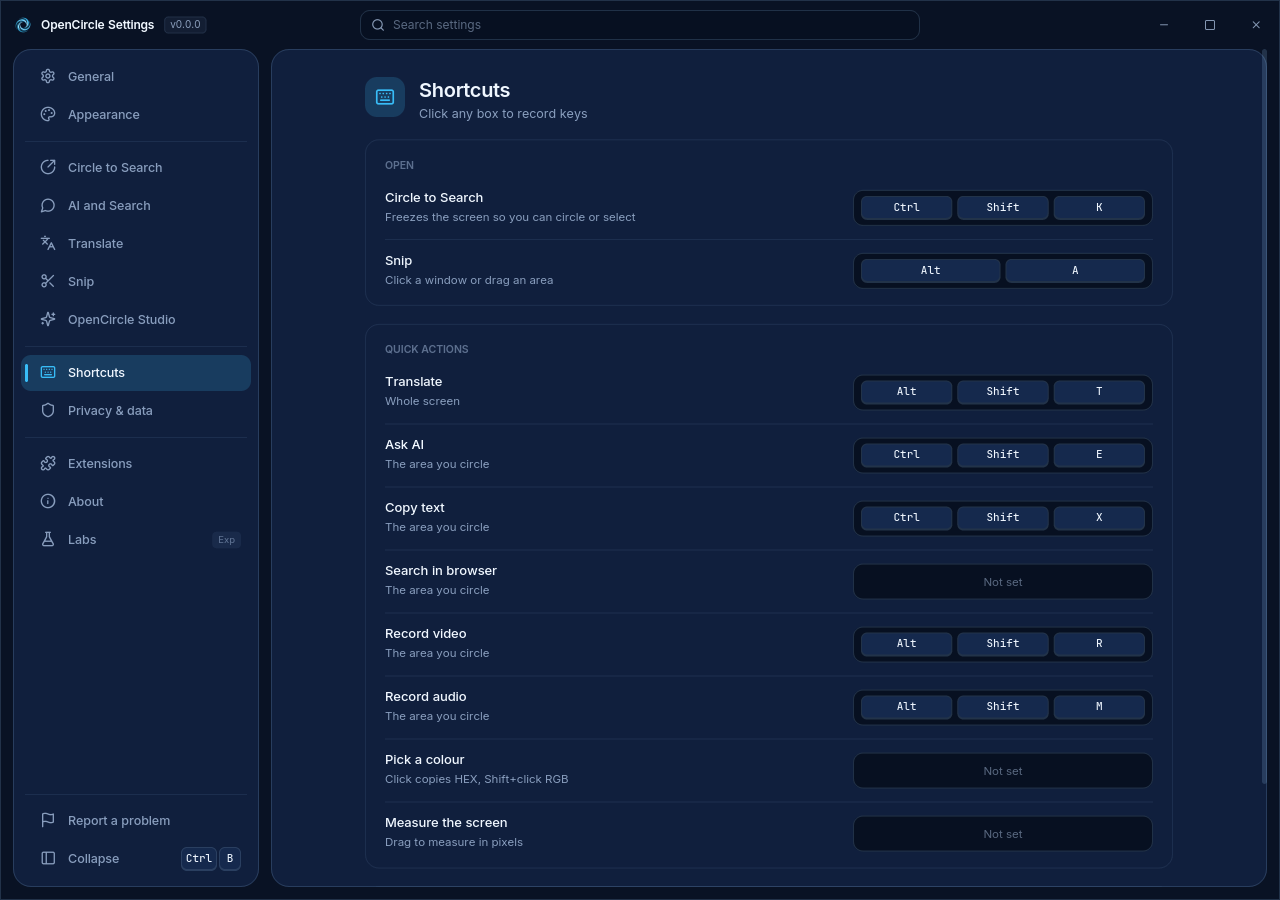 OpenCircle Settings v0.0.0
Search settings
General
Appearance
Circle to Search
AI and Search
Translate
Snip
OpenCircle Studio
Shortcuts
Privacy & data
Extensions
About
Labs Exp
Report a problem
Collapse Ctrl B
Shortcuts
Click any box to record keys
OPEN
Circle to Search
Freezes the screen so you can circle or select
Ctrl Shift K
Snip
Click a window or drag an area
Alt A
QUICK ACTIONS
Translate
Whole screen
Alt Shift T
Ask AI
The area you circle
Ctrl Shift E
Copy text
The area you circle
Ctrl Shift X
Search in browser
The area you circle
Not set
Record video
The area you circle
Alt Shift R
Record audio
The area you circle
Alt Shift M
Pick a colour
Click copies HEX, Shift+click RGB
Not set
Measure the screen
Drag to measure in pixels
Not set